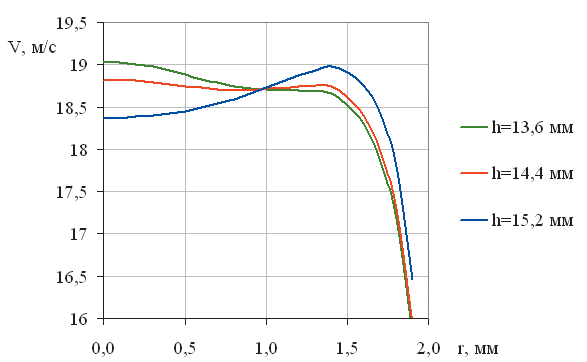 19,5
V, м/с
19
18,5
18
17,5
17
16,5
16
0,0 0,5 1,0 1,5 2,0 r, мм
h=13,6 мм
h=14,4 мм
h=15,2 мм